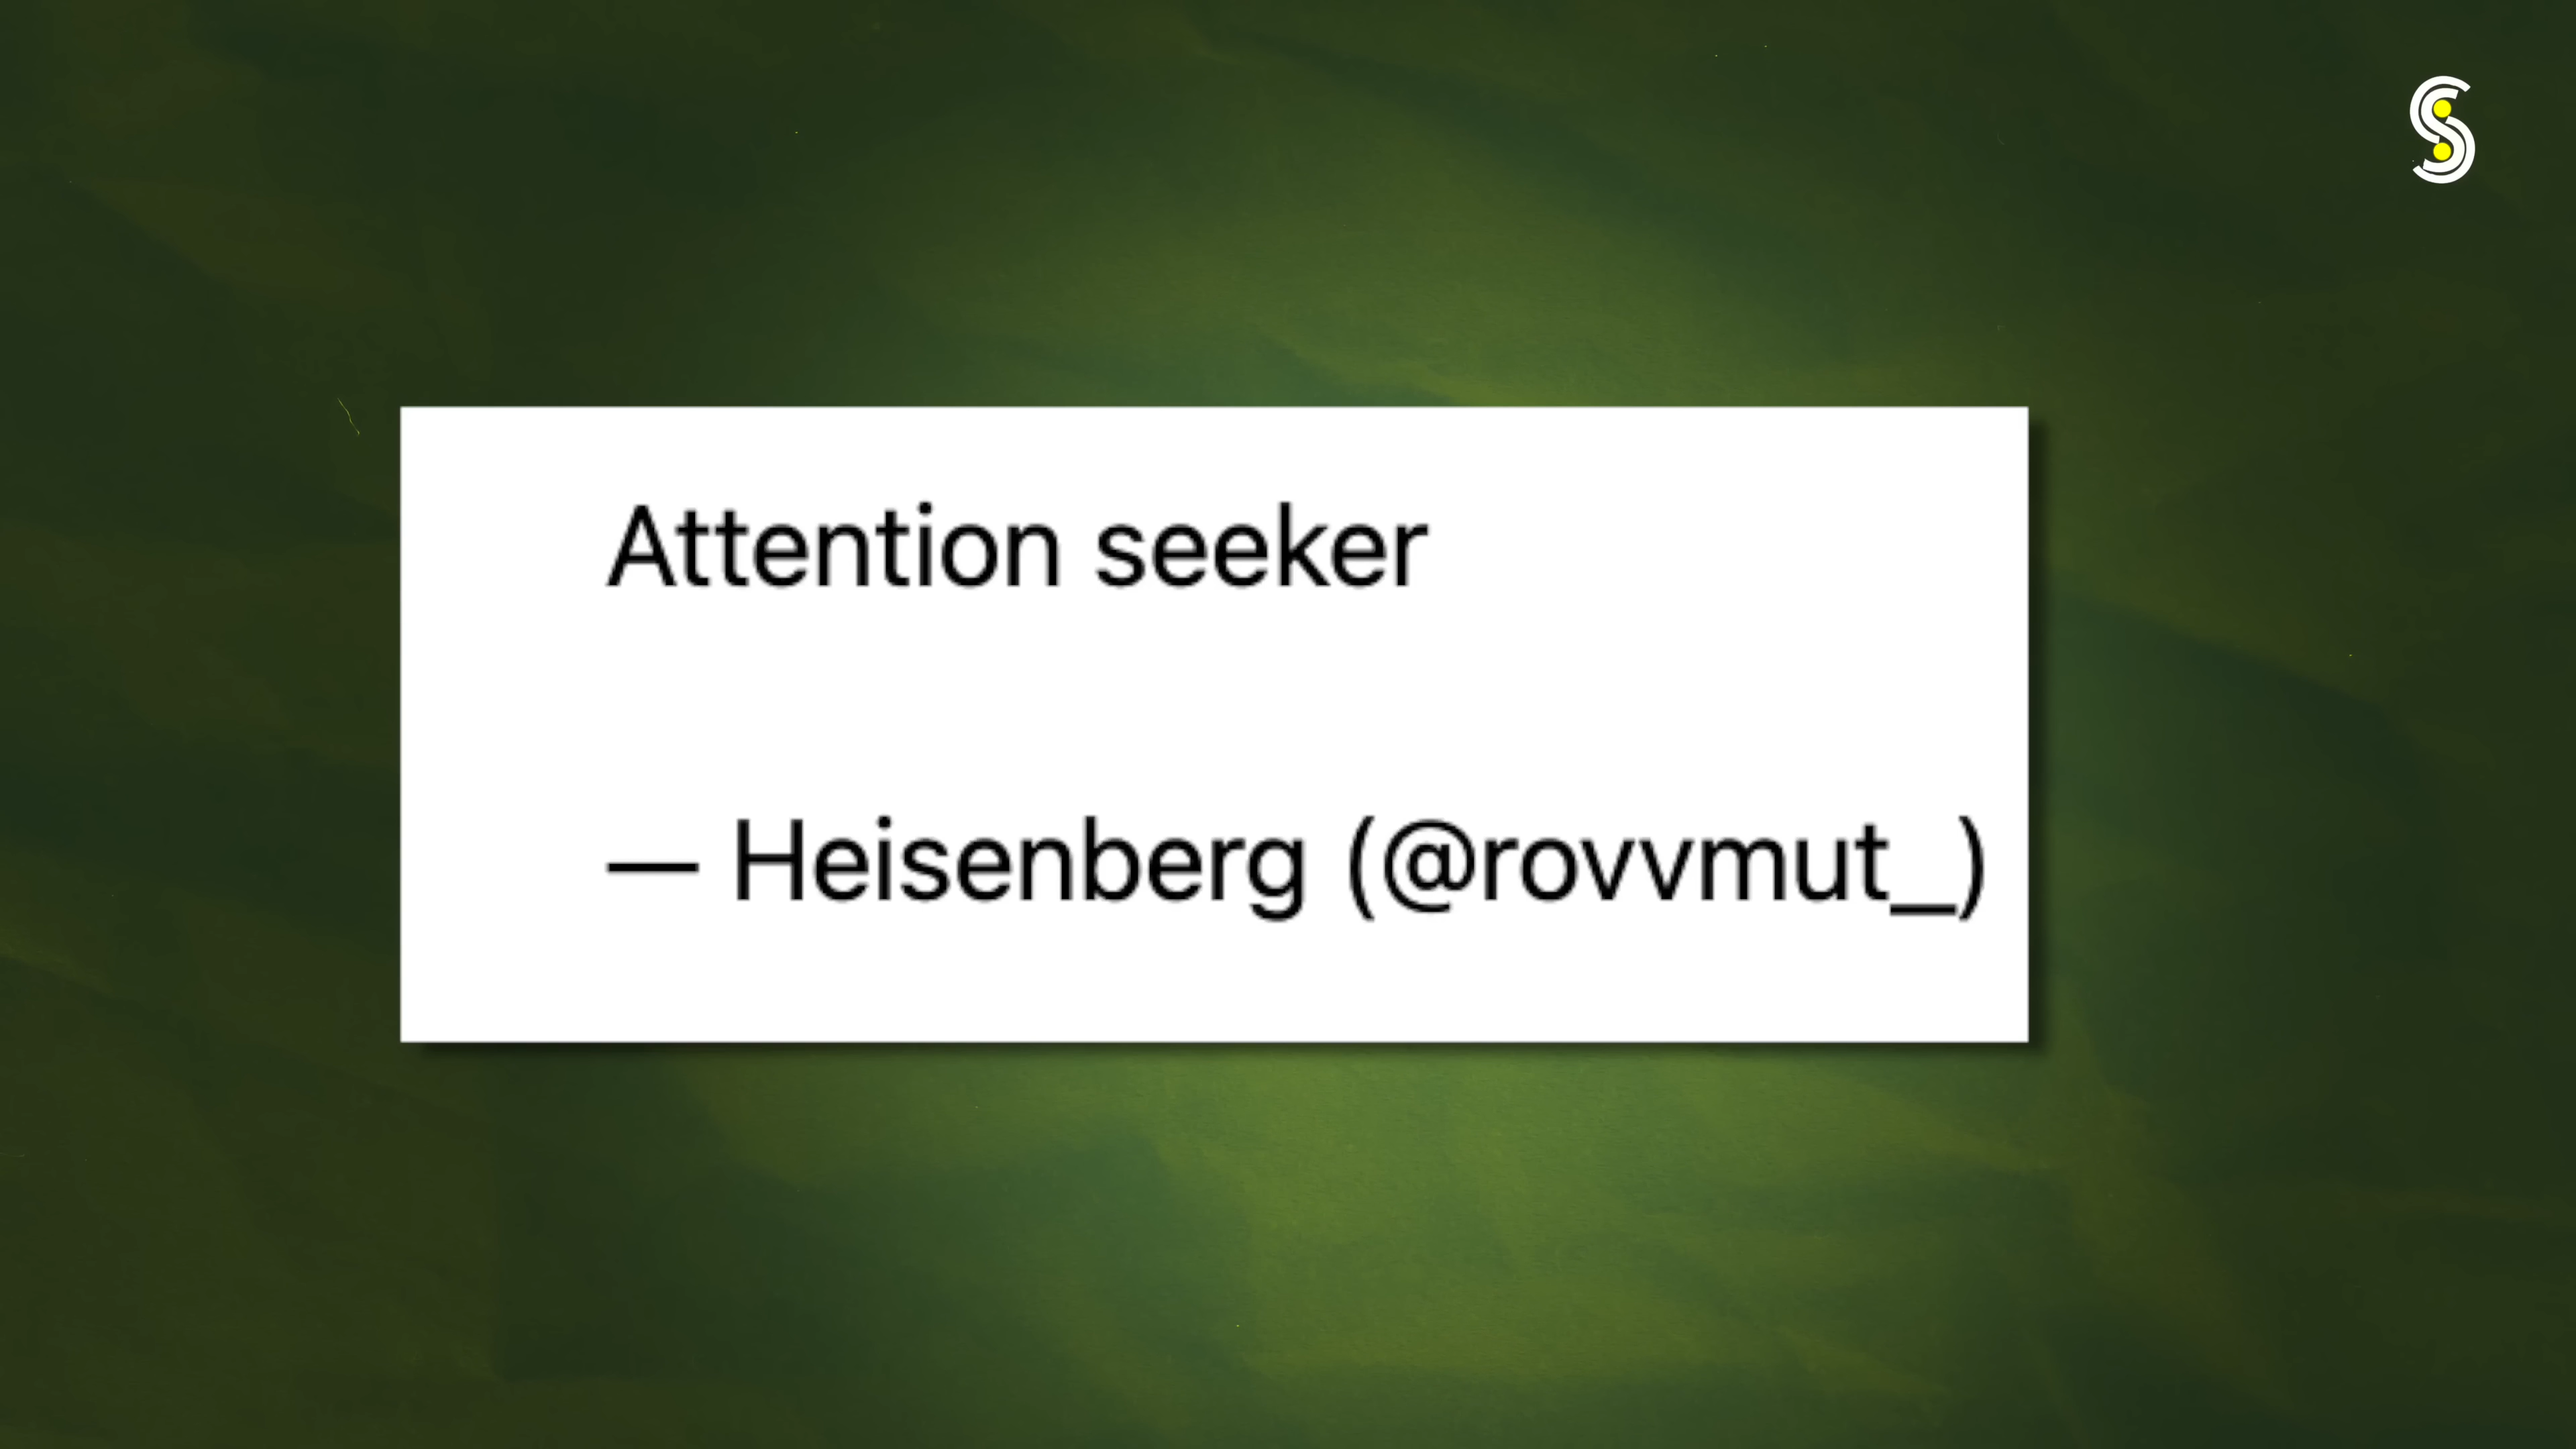 Attention seeker
— Heisenberg (@rovvmut_)